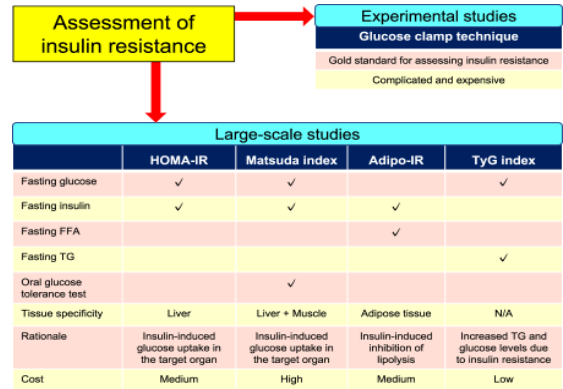 Assessment of
insulin resistance
Experimental studies
Glucose clamp technique
Gold standard for assessing insulin resistance
Complicated and expensive
Large-scale studies
HOMA-IR Matsuda index Adipo-IR TyG index
Fasting glucose ✓ ✓ ✓
Fasting insulin ✓ ✓ ✓
Fasting FFA ✓
Fasting TG ✓
Oral glucose
tolerance test ✓
Tissue specificity Liver Liver + Muscle Adipose tissue N/A
Rationale Insulin-induced Insulin-induced Insulin-induced Increased TG and
glucose uptake in glucose uptake in inhibition of glucose levels due
the target organ the target organ lipolysis to insulin resistance
Cost Medium High Medium Low